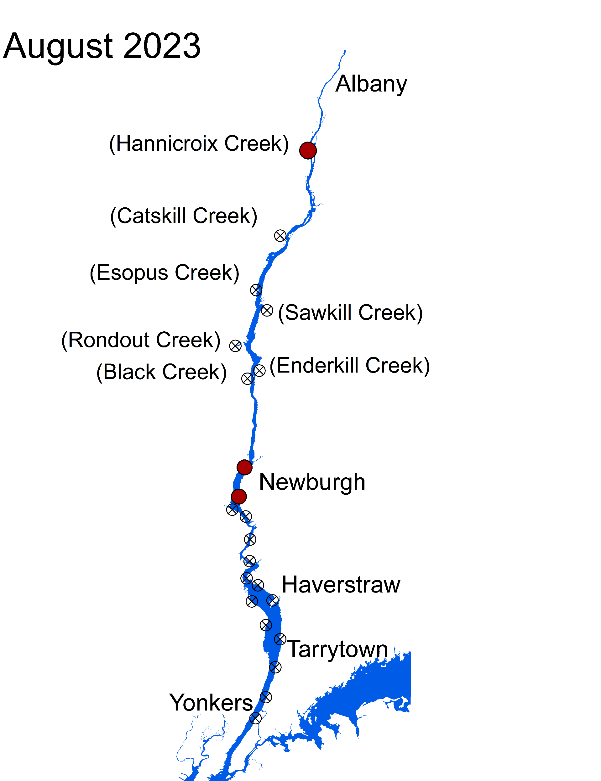 August 2023
Albany
(Hannicroix Creek)
(Catskill Creek)
(Esopus Creek)
(Sawkill Creek)
(Rondout Creek)
(Enderkill Creek)
(Black Creek)
Newburgh
Haverstraw
Tarrytown
Yonkers